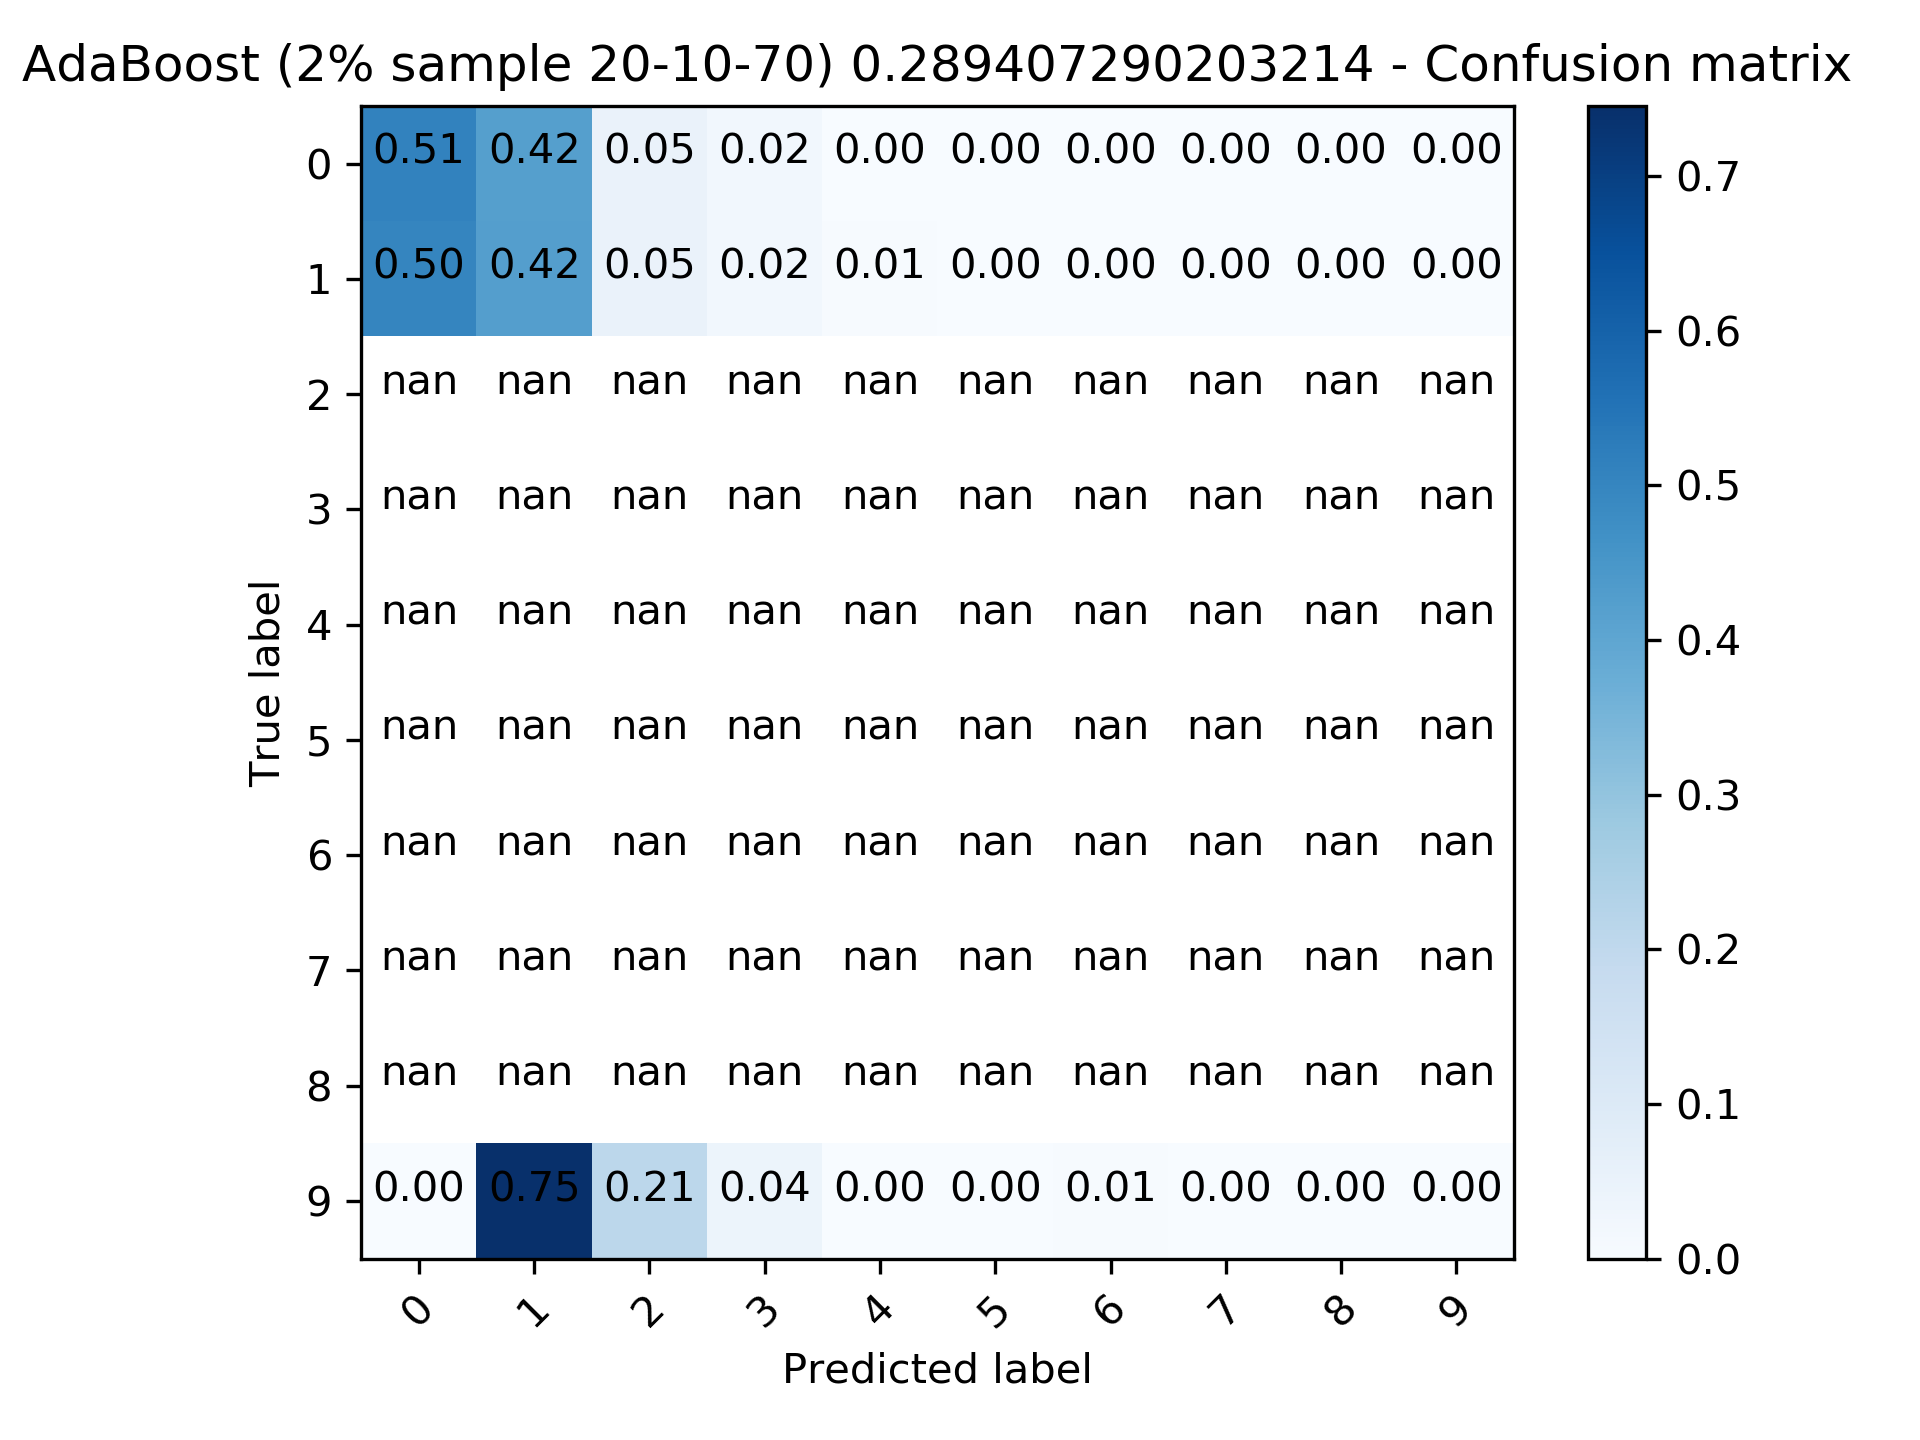 AdaBoost (2% sample 20-10-70) 0.289407290203214 - Confusion matrix
0 0.51 0.42 0.05 0.02 0.00 0.00 0.00 0.00 0.00 0.00
1 0.50 0.42 0.05 0.02 0.01 0.00 0.00 0.00 0.00 0.00
2 nan nan nan nan nan nan nan nan nan nan
3 nan nan nan nan nan nan nan nan nan nan
4 nan nan nan nan nan nan nan nan nan nan
5 nan nan nan nan nan nan nan nan nan nan
6 nan nan nan nan nan nan nan nan nan nan
7 nan nan nan nan nan nan nan nan nan nan
8 nan nan nan nan nan nan nan nan nan nan
9 0.00 0.75 0.21 0.04 0.00 0.00 0.01 0.00 0.00 0.00
0 1 2 3 4 5 6 7 8 9
True label
Predicted label
0.7
0.6
0.5
0.4
0.3
0.2
0.1
0.0